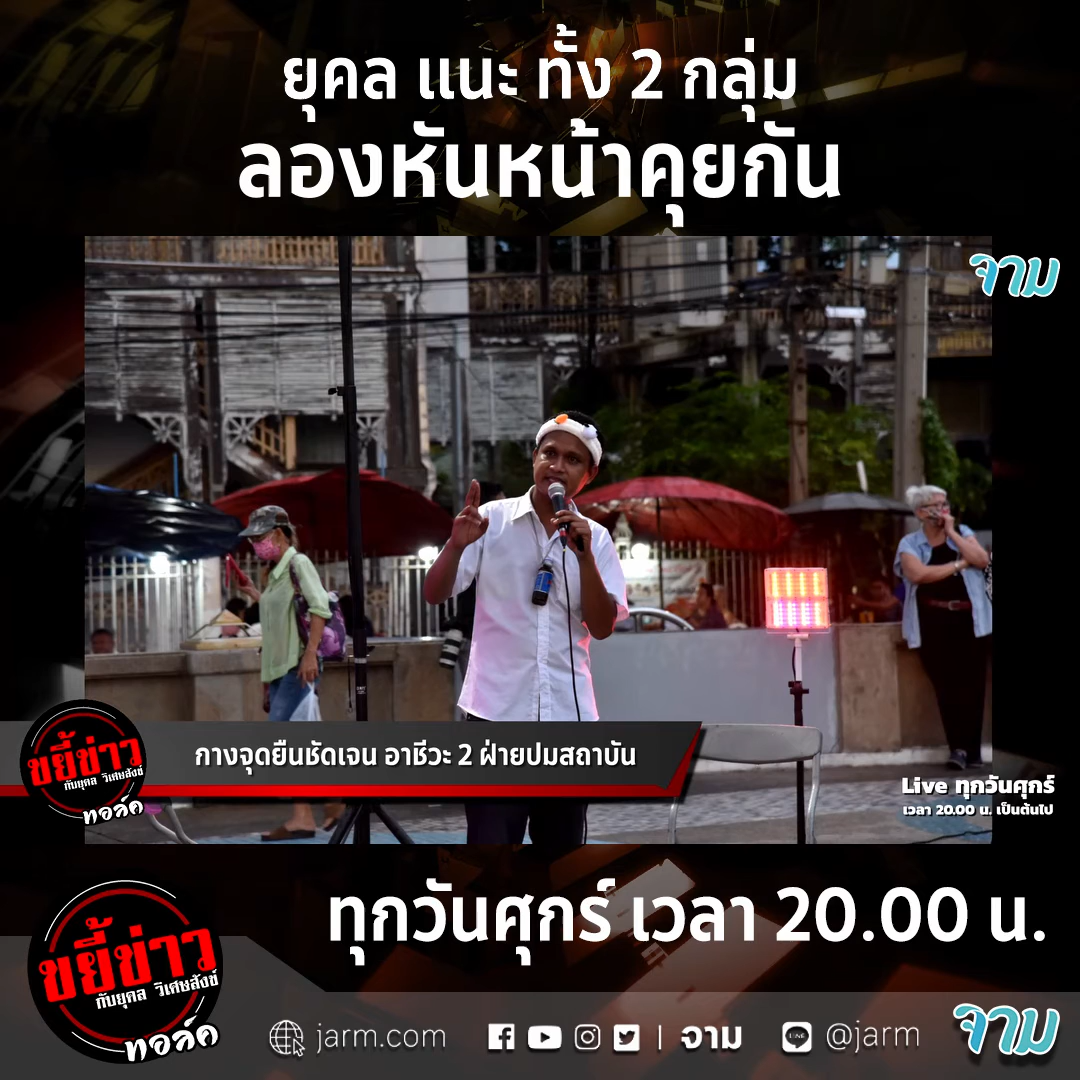 ยุคล แนะ ทั้ง 2 กลุ่ม
ลองหันหน้าคุยกัน
จาม
กางจุดยืนชัดเจน อาชีวะ 2 ฝ่ายปมสถาบัน
ขยี้ข่าว
กับยุคล วิเศษสังข์
ทอล์ค
Live ทุกวันศุกร์
เวลา 20.00 น. เป็นต้นไป
ทุกวันศุกร์ เวลา 20.00 น.
ขยี้ข่าว
กับยุคล วิเศษสังข์
ทอล์ค
jarm.com | จาม LINE @jarm
จาม